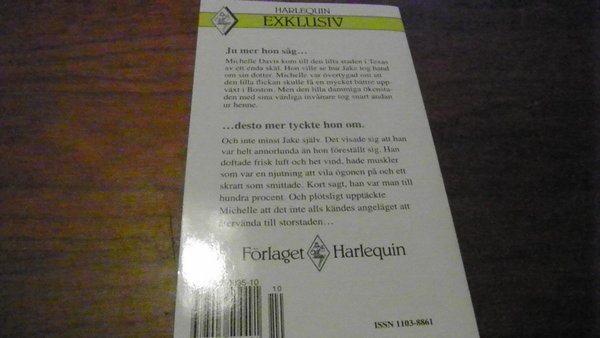 HARLEQUIN
EXKLUSIV
Ju mer hon såg...
Michelle Davis kom till den lilla staden i Texas
av ett enda skäl. Hon ville se hur Jake tog hand
om sin dotter. Michelle var övertygad om att
den lilla flickan skulle få en mycket bättre upp-
växt i Boston. Men den lilla dammiga ökensta-
den med sina vänliga invånare tog snart andan
ur henne.
...desto mer tyckte hon om.
Och inte minst Jake själv. Det visade sig att han
var helt annorlunda än hon föreställt sig. Han
doftade frisk luft och het vind, hade muskler
som var en njutning att vila ögonen på och ett
skratt som smittade. Kort sagt, han var man till
hundra procent. Och plötsligt upptäckte
Michelle att det inte alls kändes angeläget att
återvända till storstaden...
Förlaget Harlequin
10
ISSN 1103-8861